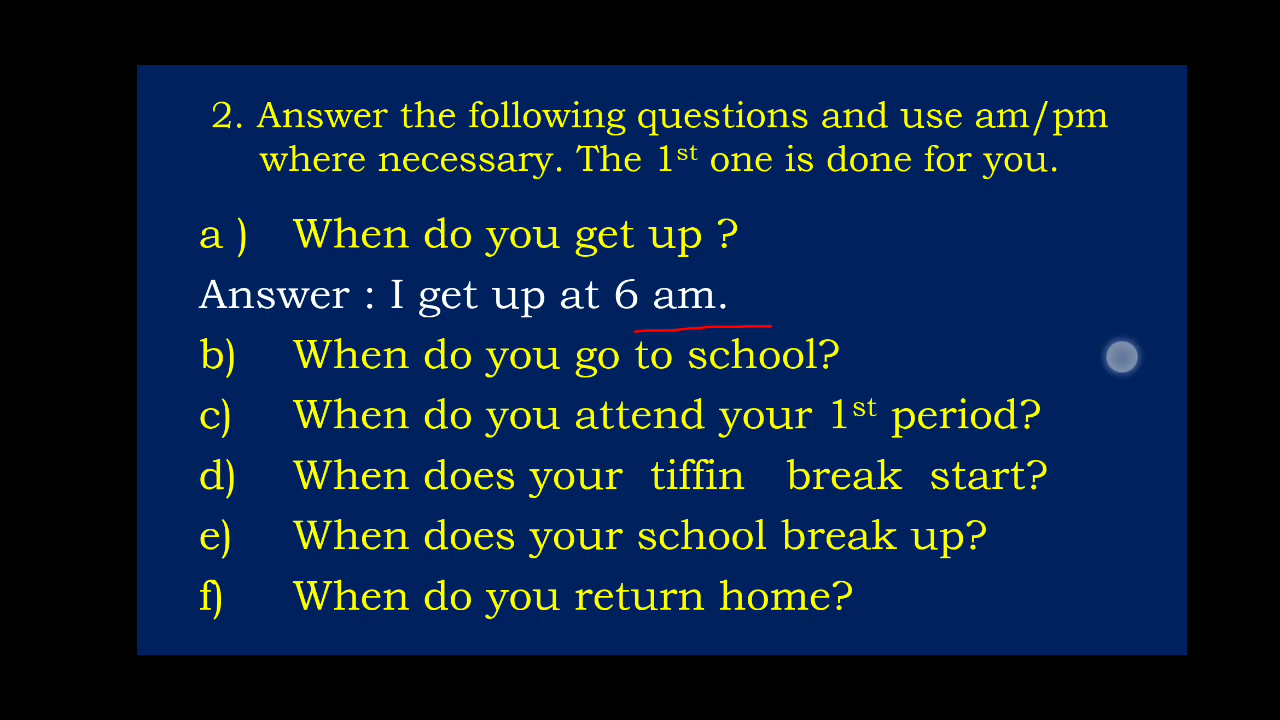 2. Answer the following questions and use am/pm
where necessary. The 1st one is done for you.
a ) When do you get up ?
Answer : I get up at 6 am.
b) When do you go to school?
c) When do you attend your 1st period?
d) When does your tiffin break start?
e) When does your school break up?
f) When do you return home?